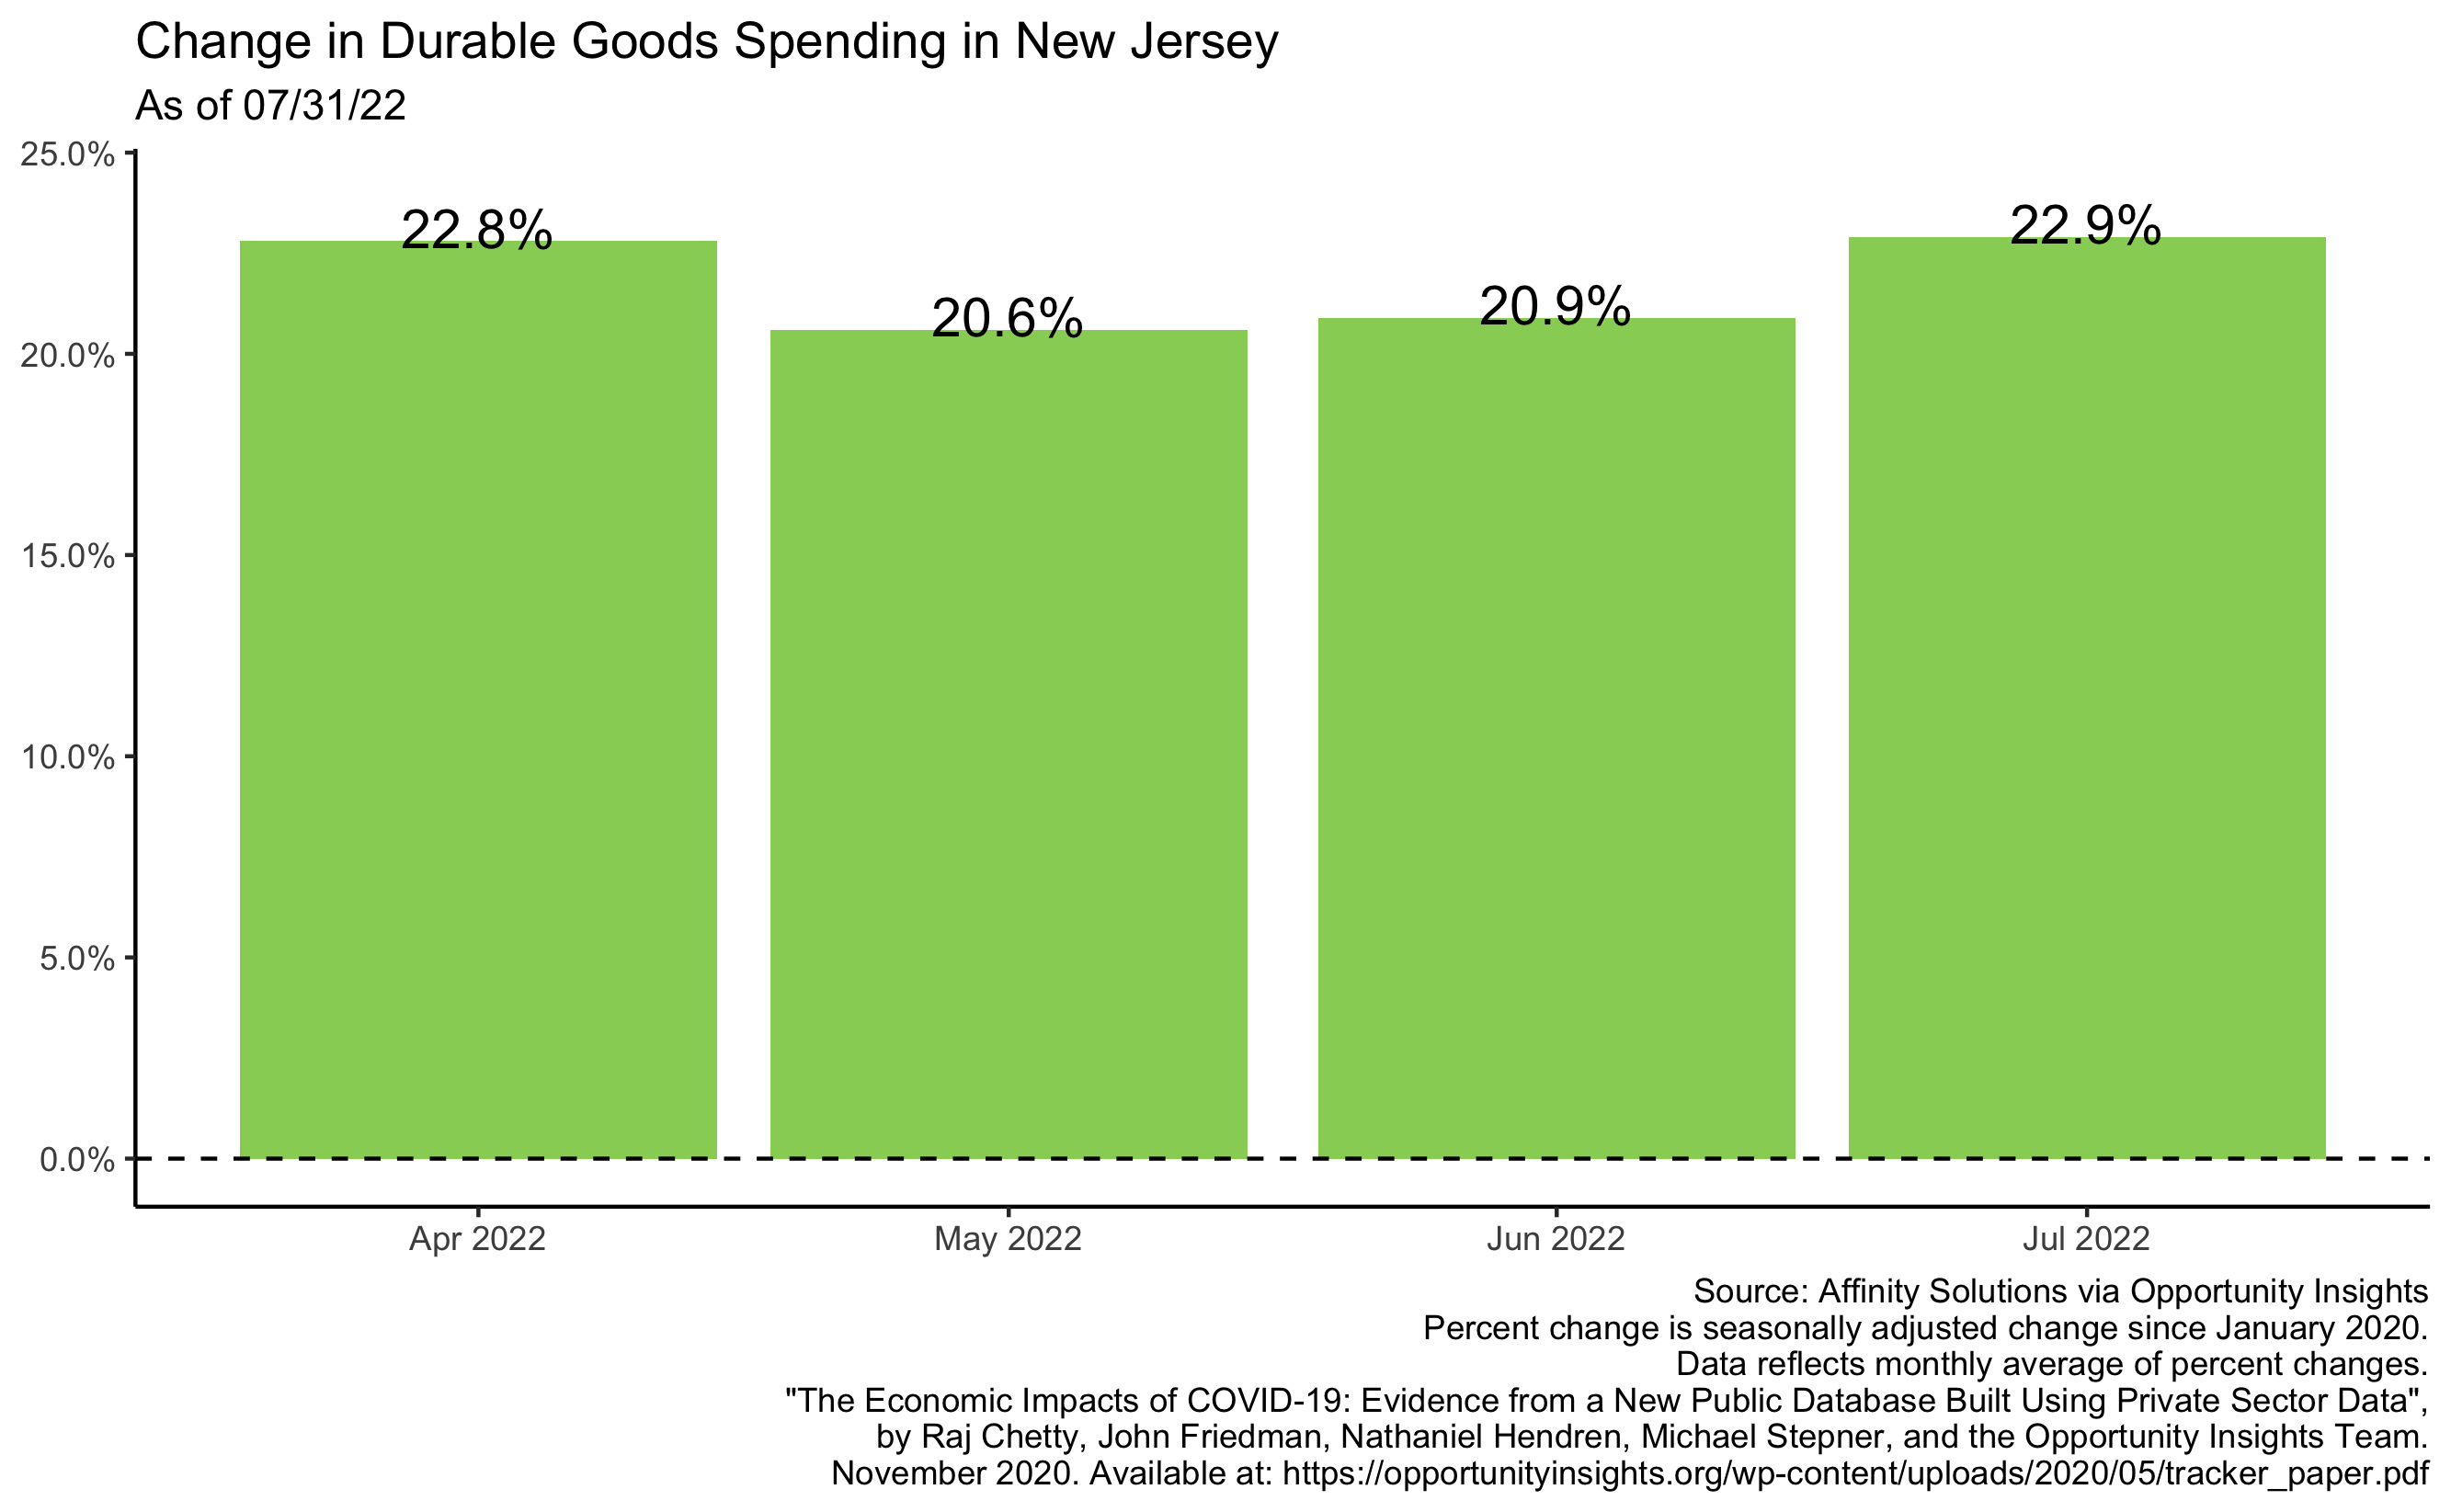 Change in Durable Goods Spending in New Jersey
As of 07/31/22
25.0%
20.0%
15.0%
10.0%
5.0%
0.0%
22.8%
20.6%
20.9%
22.9%
Apr 2022
May 2022
Jun 2022
Jul 2022
Source: Affinity Solutions via Opportunity Insights
Percent change is seasonally adjusted change since January 2020.
Data reflects monthly average of percent changes.
"The Economic Impacts of COVID-19: Evidence from a New Public Database Built Using Private Sector Data",
by Raj Chetty, John Friedman, Nathaniel Hendren, Michael Stepner, and the Opportunity Insights Team.
November 2020. Available at: https://opportunityinsights.org/wp-content/uploads/2020/05/tracker_paper.pdf